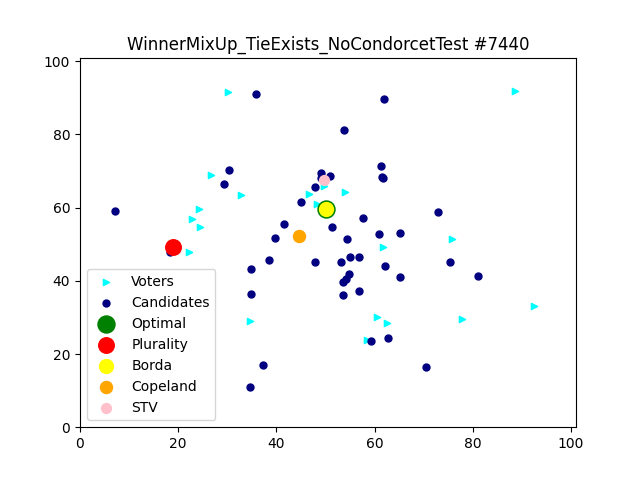 WinnerMixUp_TieExists_NoCondorcetTest #7440
100
80
60
40
20
0
0 20 40 60 80 100
Voters
Candidates
Optimal
Plurality
Borda
Copeland
STV